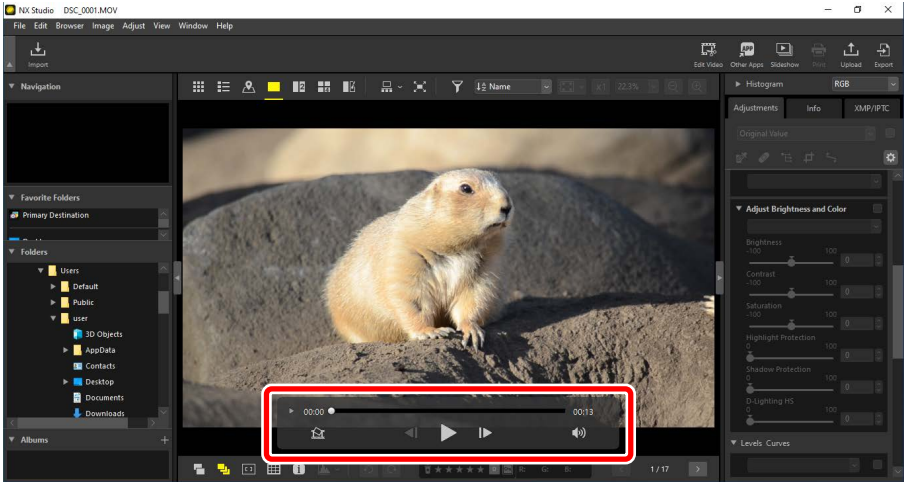 NX Studio DSC_0001.MOV
File Edit Browser Image Adjust View Window Help
Import
Edit Video Other Apps Slideshow Print Upload Export
Navigation
Name
22.3%
Histogram RGB
Adjustments Info XMP/IPTC
Original Value
Favorite Folders
Primary Destination
Folders
Users
Default
Public
user
3D Objects
AppData
Contacts
Desktop
Documents
Downloads
Albums
Adjust Brightness and Color
Brightness
-100 100
0
Contrast
-100 100
0
Saturation
-100 100
0
Highlight Protection
0 100
0
Shadow Protection
0 100
0
D-Lighting HS
0 100
0
Levels Curves
00:00 00:13
R: G: B:
1/17